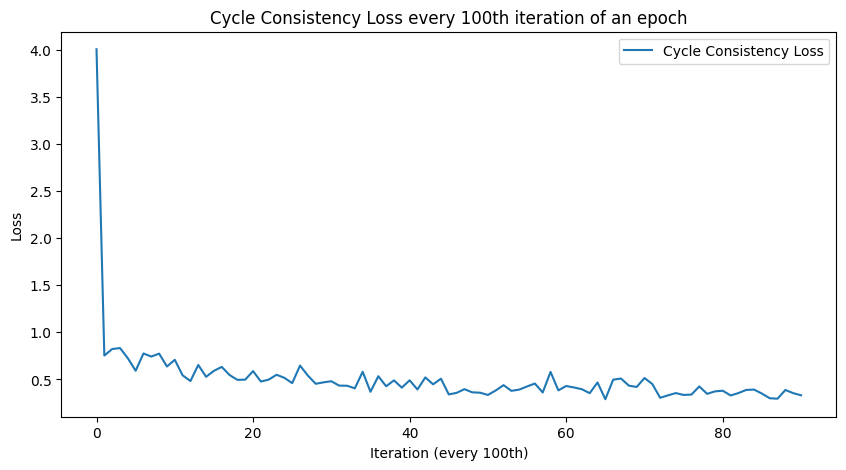 Cycle Consistency Loss every 100th iteration of an epoch
Cycle Consistency Loss
4.0
3.5
3.0
2.5
2.0
1.5
1.0
0.5
Loss
0 20 40 60 80
Iteration (every 100th)